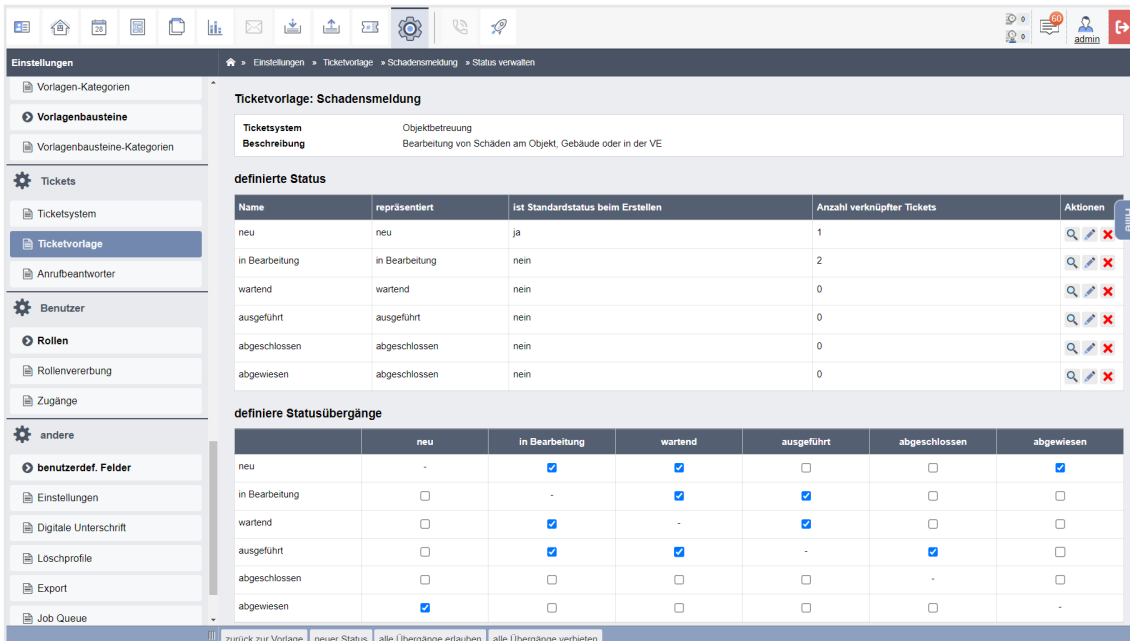 28
0
0
60
admin
Einstellungen
» Einstellungen » Ticketvorlage » Schadensmeldung » Status verwalten
Vorlagen-Kategorien
Vorlagenbausteine
Vorlagenbausteine-Kategorien
Tickets
Ticketsystem
Ticketvorlage
Anrufbeantworter
Benutzer
Rollen
Rollenvererbung
Zugänge
andere
benutzerdef. Felder
Einstellungen
Digitale Unterschrift
Löschprofile
Export
Job Queue
Ticketvorlage: Schadensmeldung
Ticketsystem Objektbetreuung
Beschreibung Bearbeitung von Schäden am Objekt, Gebäude oder in der VE
definierte Status
Name repräsentiert ist Standardstatus beim Erstellen Anzahl verknüpfter Tickets Aktionen
neu neu ja 1
in Bearbeitung in Bearbeitung nein 2
wartend wartend nein 0
ausgeführt ausgeführt nein 0
abgeschlossen abgeschlossen nein 0
abgewiesen abgeschlossen nein 0
Hilfe
definiere Statusübergänge
neu in Bearbeitung wartend ausgeführt abgeschlossen abgewiesen
neu -
in Bearbeitung -
wartend -
ausgeführt -
abgeschlossen -
abgewiesen -
zurück zur Vorlage neuer Status alle Übergänge erlauben alle Übergänge verbieten